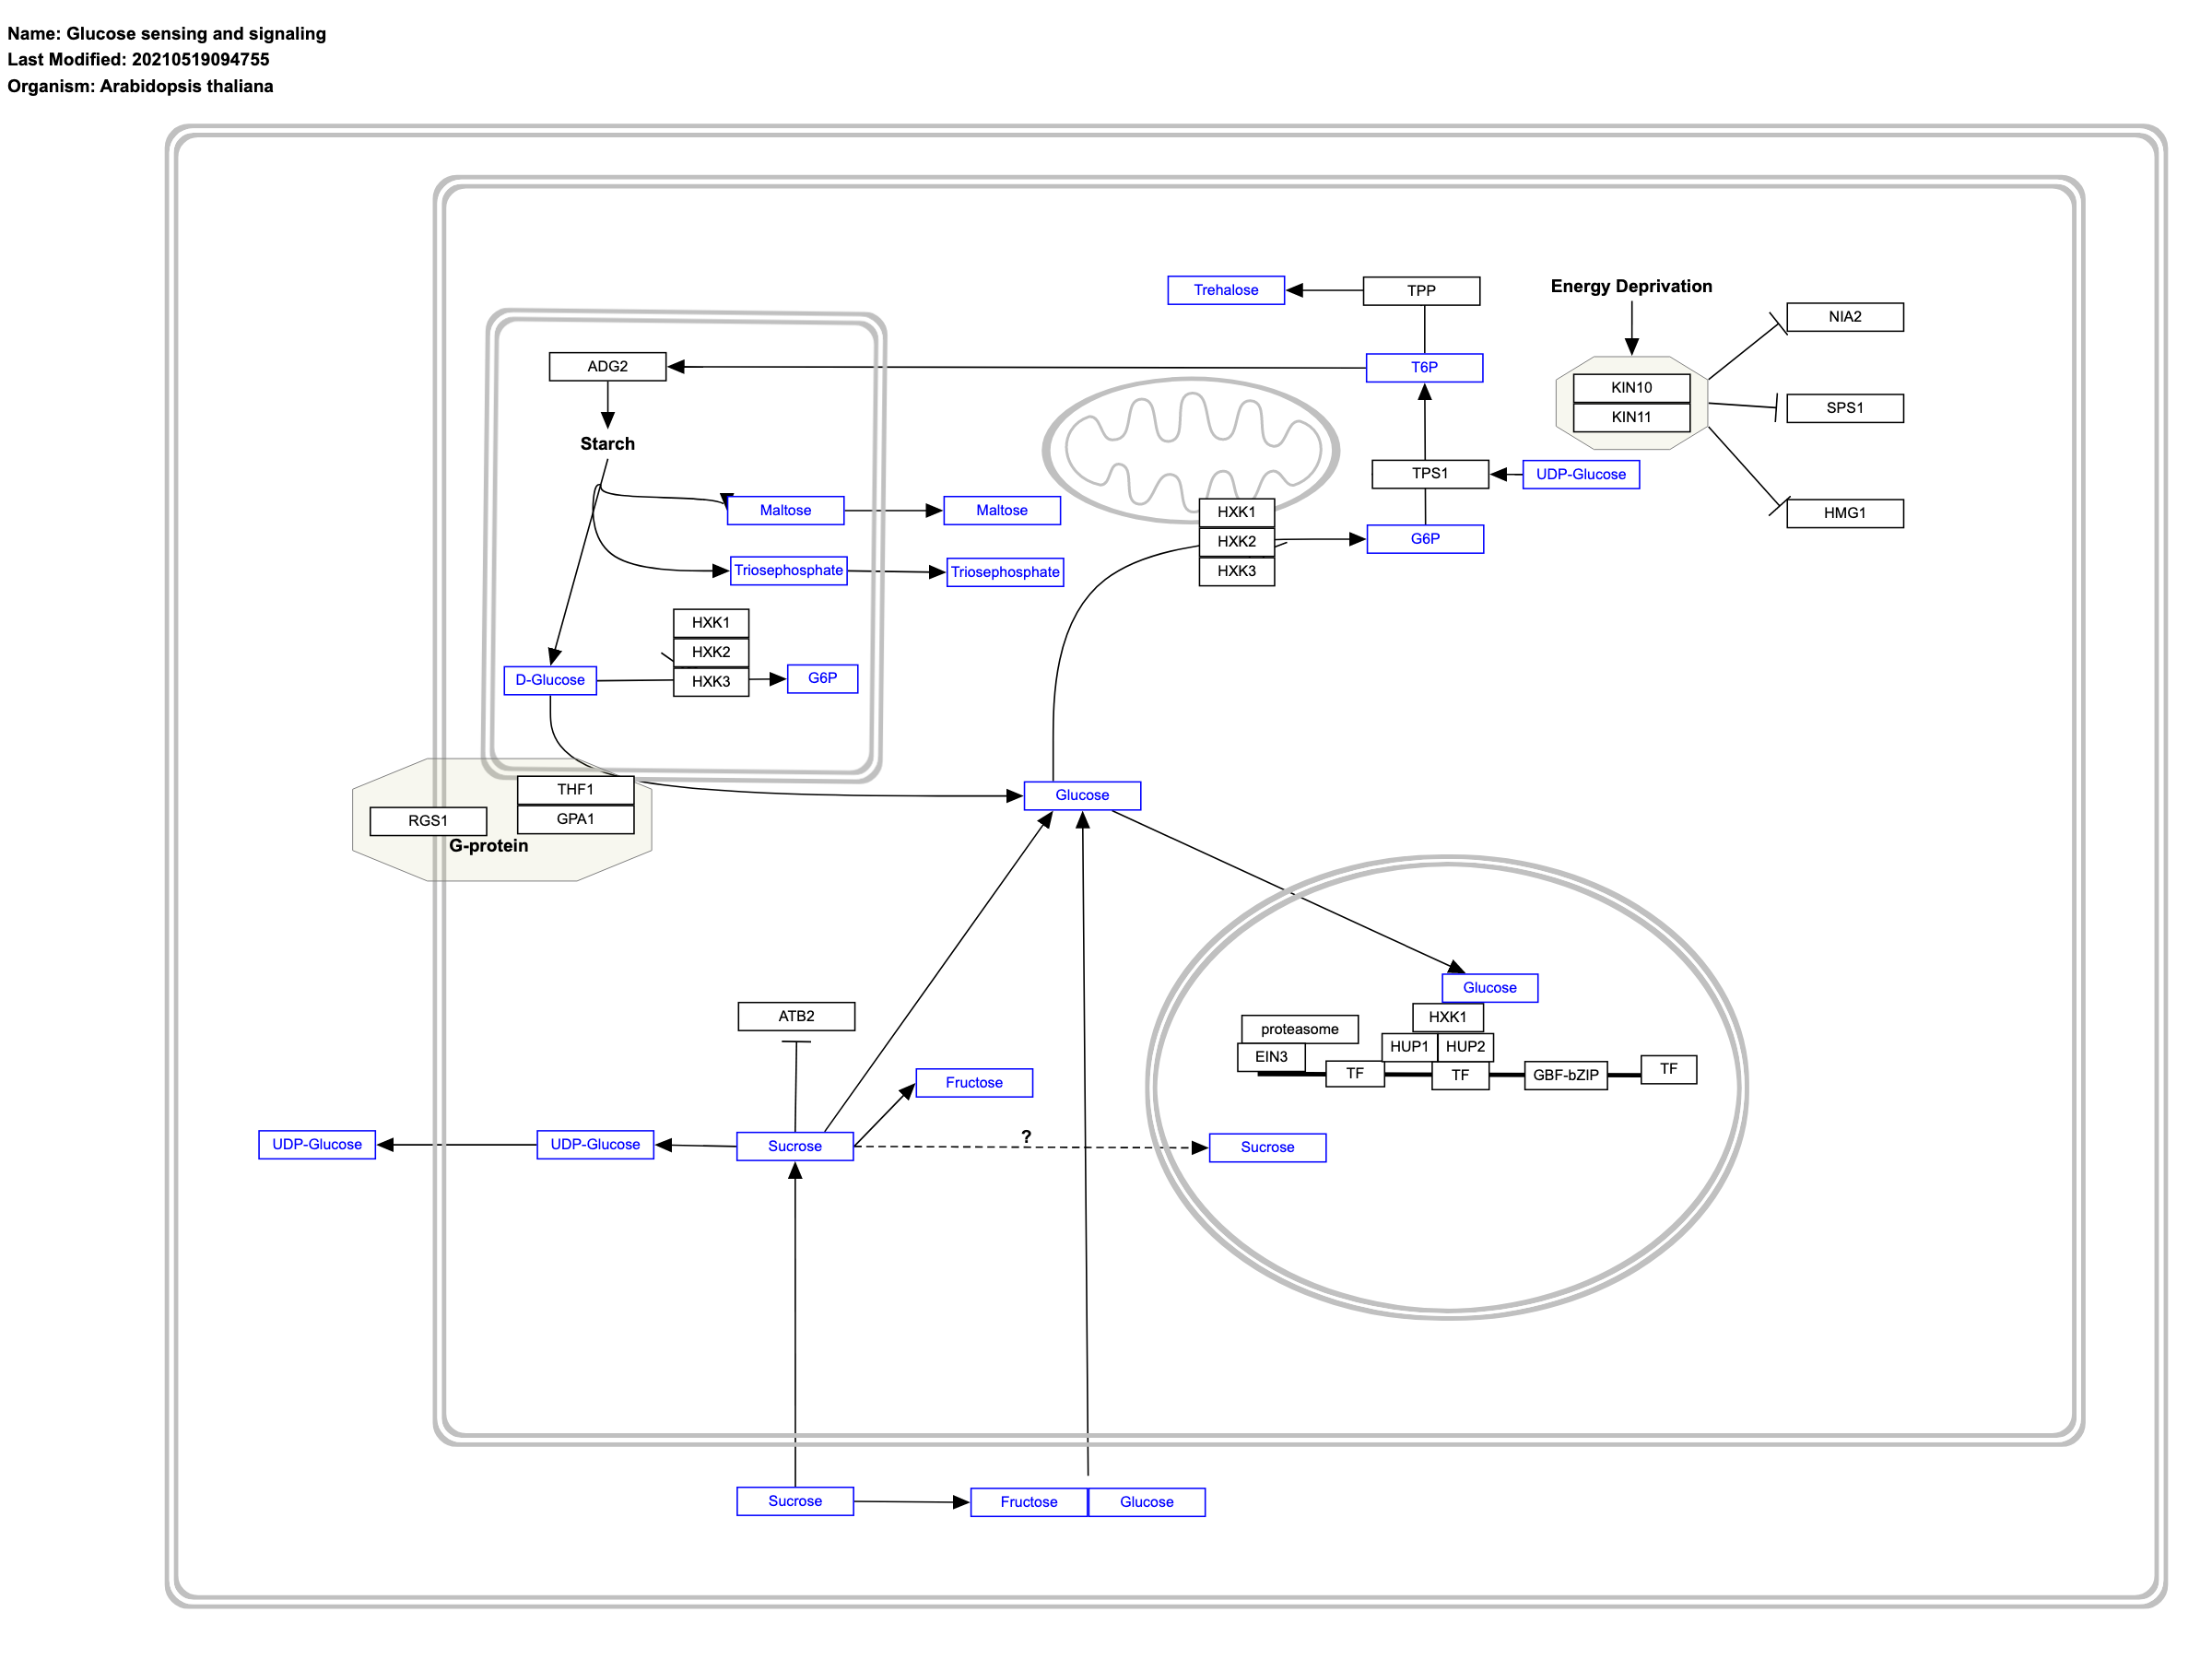 Name: Glucose sensing and signaling
Last Modified: 20210519094755
Organism: Arabidopsis thaliana
Trehalose
TPP
Energy Deprivation
NIA2
ADG2
T6P
KIN10
KIN11
SPS1
Starch
TPS1
UDP-Glucose
Maltose
Maltose
HXK1
HXK2
HXK3
G6P
HMG1
Triosephosphate
Triosephosphate
HXK1
HXK2
HXK3
D-Glucose
G6P
THF1
GPA1
RGS1
G-protein
Glucose
Glucose
HXK1
HUP1
HUP2
proteasome
EIN3
TF
TF
GBF-bZIP
TF
ATB2
Fructose
UDP-Glucose
UDP-Glucose
Sucrose
?
Sucrose
Sucrose
Fructose
Glucose